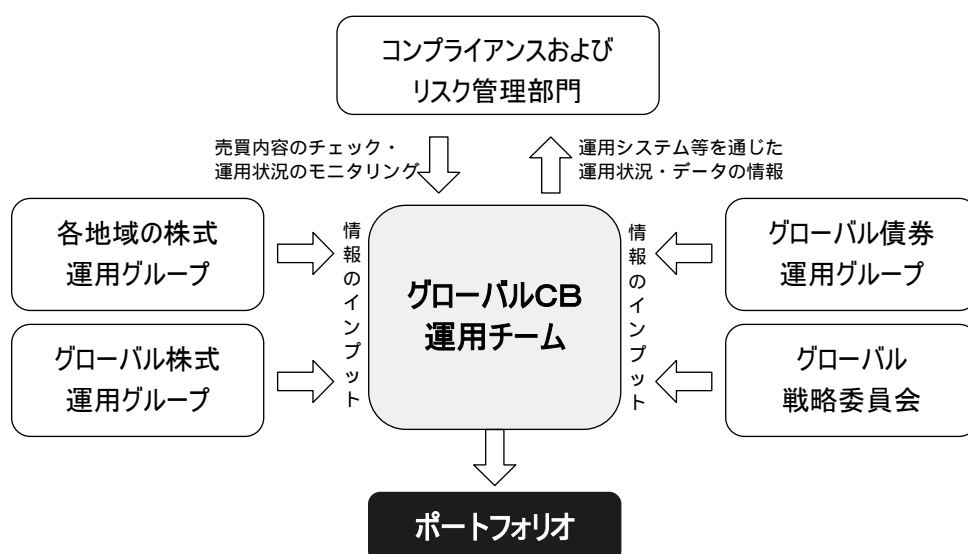 コンプライアンスおよび
リスク管理部門
売買内容のチェック・
運用状況のモニタリング
運用システム等を通じた
運用状況・データの情報
各地域の株式
運用グループ
情報のインプット
グローバルCB
運用チーム
情報のインプット
グローバル債券
運用グループ
グローバル株式
運用グループ
グローバル
戦略委員会
ポートフォリオ